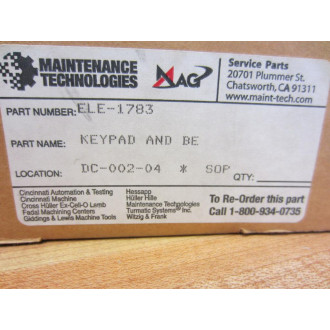 MAINTENANCE TECHNOLOGIES
MAG
Service Parts
20701 Plummer St.
Chatsworth, CA 91311
www.maint-tech.com
PART NUMBER: ELE-1783
PART NAME: KEYPAD AND BE
LOCATION: DC-002-04 * SOP QTY:
Cincinnati Automation & Testing
Cincinnati Machine
Cross Hüller Ex-Cell-O Lamb
Fadal Machining Centers
Giddings & Lewis Machine Tools
Hessapp
Hüller Hille
Maintenance Technologies
Turmatic Systems Inc.
Witzig & Frank
To Re-Order this part
Call 1-800-934-0735